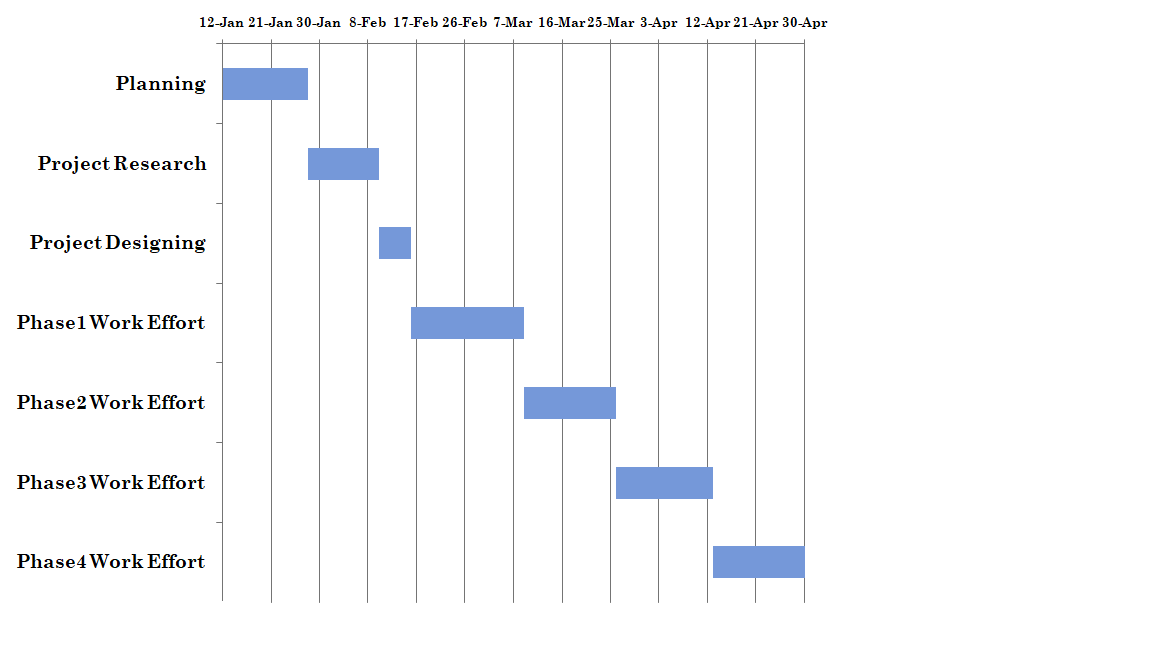 12-Jan 21-Jan 30-Jan 8-Feb 17-Feb 26-Feb 7-Mar 16-Mar 25-Mar 3-Apr 12-Apr 21-Apr 30-Apr
Planning
Project Research
Project Designing
Phase1 Work Effort
Phase2 Work Effort
Phase3 Work Effort
Phase4 Work Effort